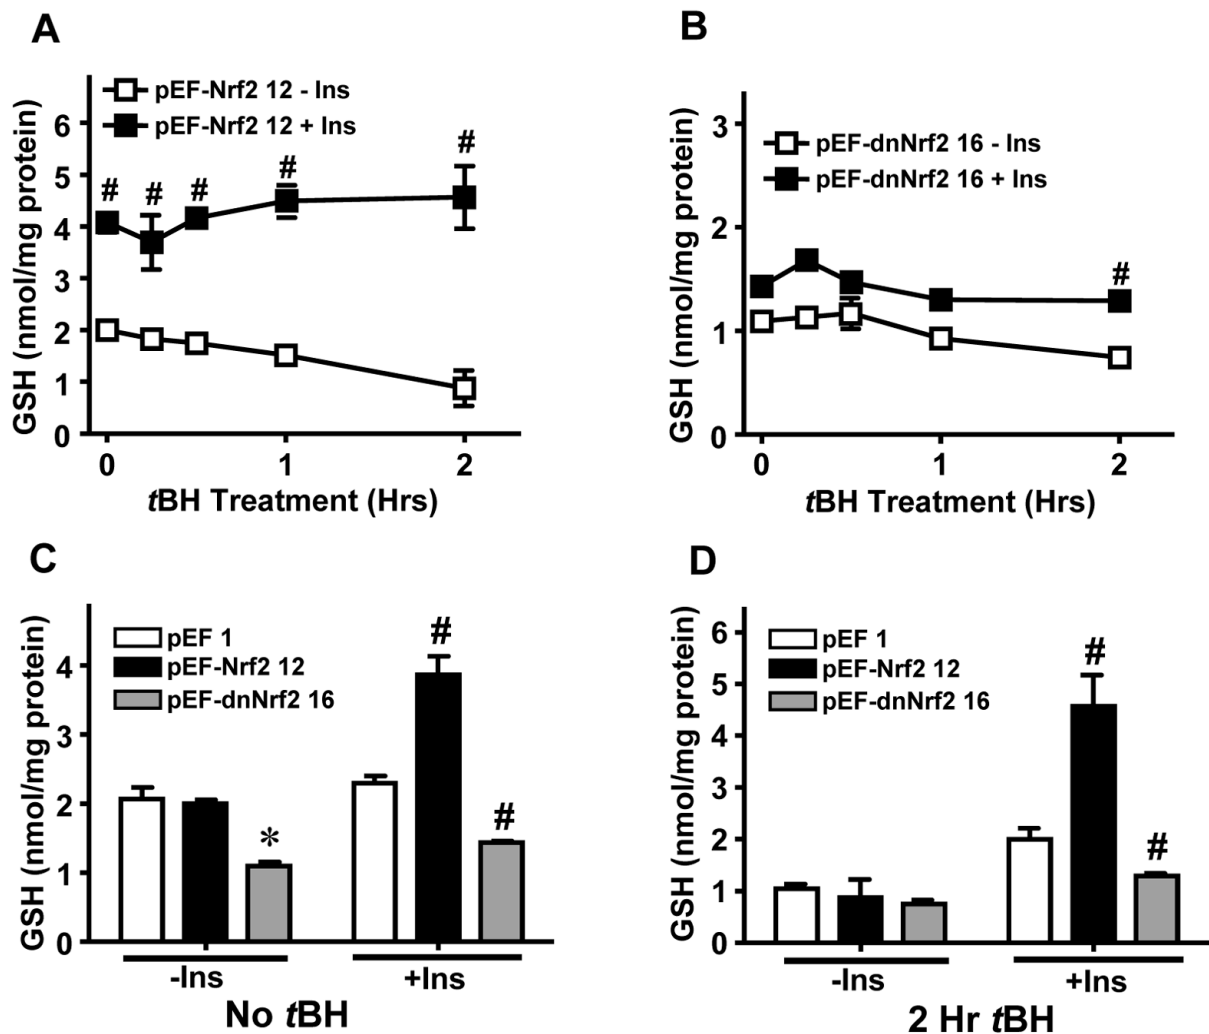 A
pEF-Nrf2 12 - Ins
pEF-Nrf2 12 + Ins
GSH (nmol/mg protein)
6
5
4
3
2
1
0
# # # # #
0 1 2
tBH Treatment (Hrs)
B
pEF-dnNrf2 16 - Ins
pEF-dnNrf2 16 + Ins
GSH (nmol/mg protein)
3
2
1
0
#
0 1 2
tBH Treatment (Hrs)
C
pEF 1
pEF-Nrf2 12
pEF-dnNrf2 16
GSH (nmol/mg protein)
4
3
2
1
0
* # #
-Ins +Ins
No tBH
D
pEF 1
pEF-Nrf2 12
pEF-dnNrf2 16
GSH (nmol/mg protein)
6
5
4
3
2
1
0
# #
-Ins +Ins
2 Hr tBH